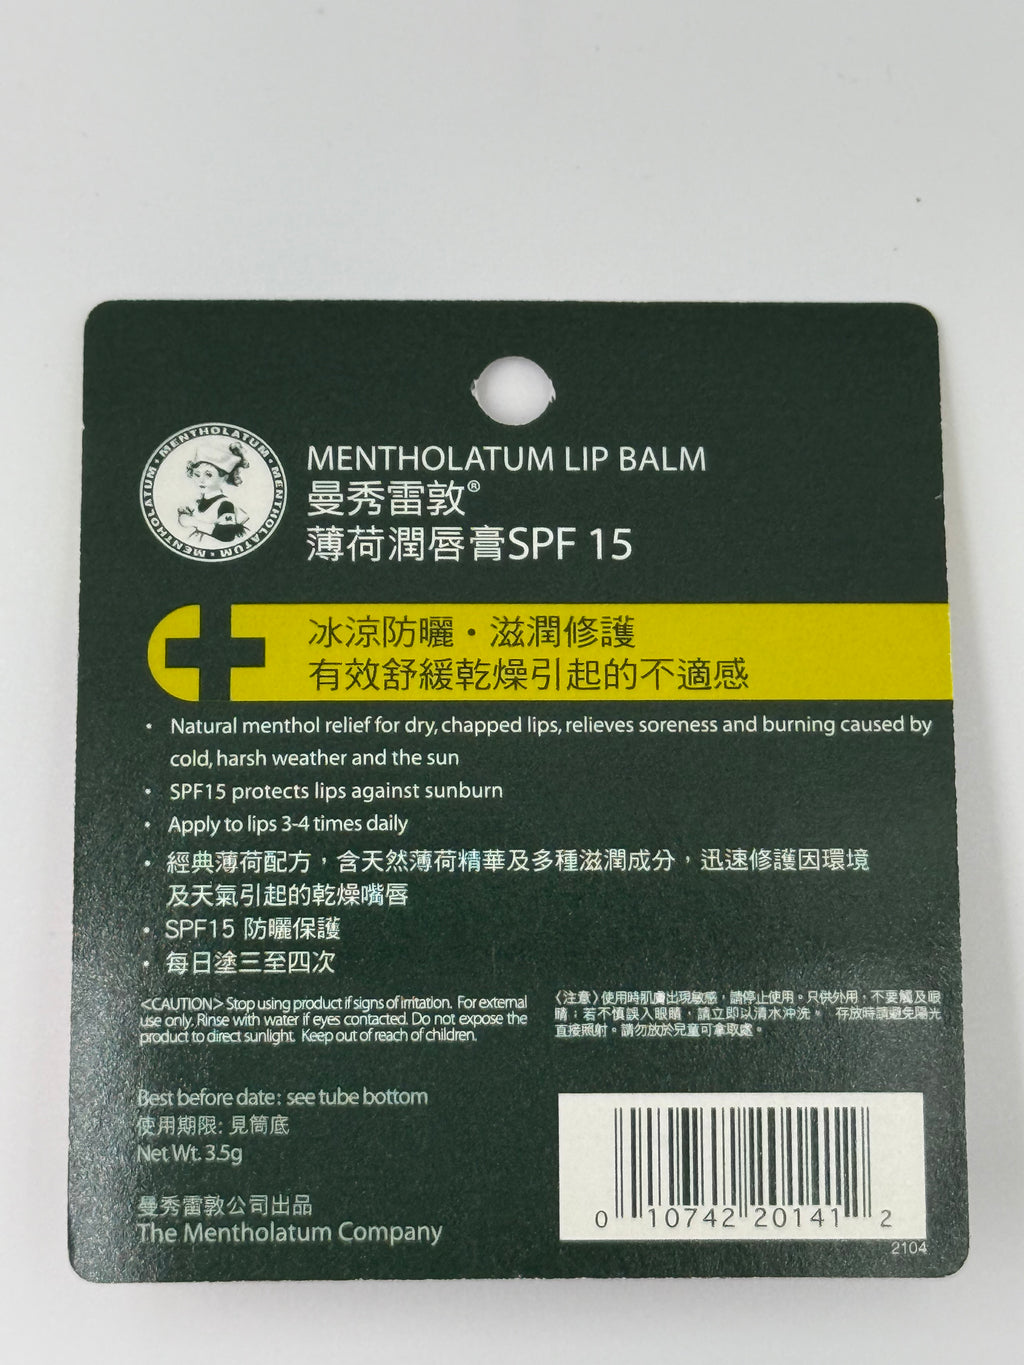 MENTHOLATUM · MENTHOLATUM · MENTHOLATUM · MENTHOLATUM
MENTHOLATUM LIP BALM
曼秀雷敦®
薄荷潤唇膏SPF 15
冰涼防曬・滋潤修護
有效舒緩乾燥引起的不適感
· Natural menthol relief for dry, chapped lips, relieves soreness and burning caused by
cold, harsh weather and the sun
· SPF15 protects lips against sunburn
· Apply to lips 3-4 times daily
· 經典薄荷配方，含天然薄荷精華及多種滋潤成分，迅速修護因環境
及天氣引起的乾燥嘴唇
· SPF15 防曬保護
· 每日塗三至四次
<CAUTION> Stop using product if signs of irritation. For external
use only. Rinse with water if eyes contacted. Do not expose the
product to direct sunlight. Keep out of reach of children.
〈注意〉使用時肌膚出現敏感，請停止使用。只供外用，不要觸及眼
睛；若不慎誤入眼睛，請立即以清水沖洗。 存放時請避免陽光
直接照射。請勿放於兒童可拿取處。
Best before date: see tube bottom
使用期限: 見筒底
Net Wt. 3.5g
曼秀雷敦公司出品
The Mentholatum Company
0 10742 20141 2
2104